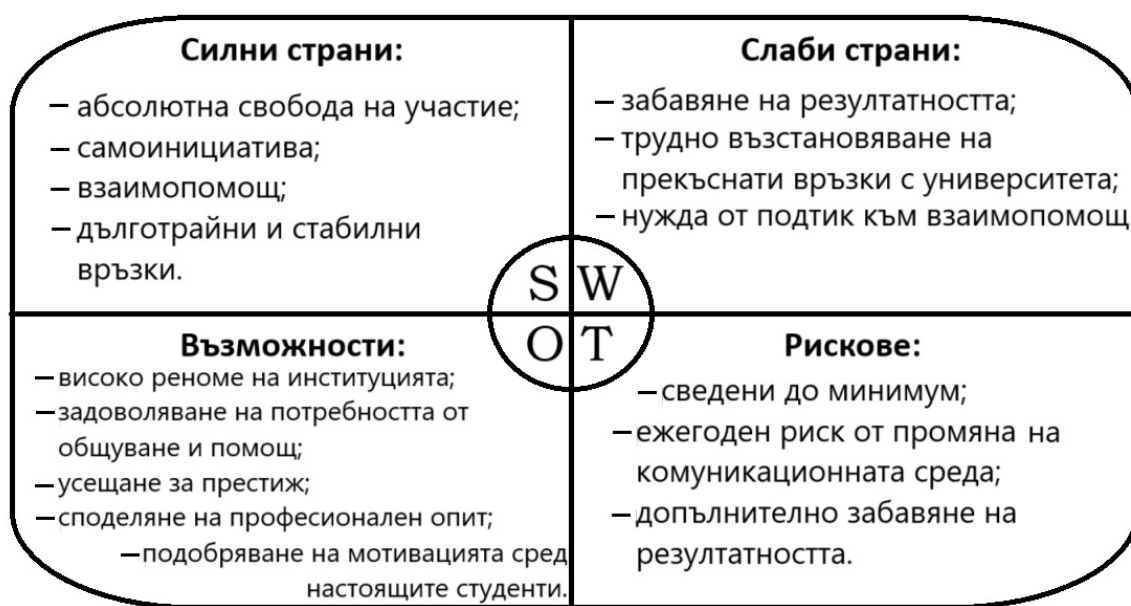 Силни страни:
– абсолютна свобода на участие;
– самоинициатива;
– взаимопомощ;
– дълготрайни и стабилни
връзки.
Слаби страни:
– забавяне на резултатността;
– трудно възстановяване на
прекъснати връзки с университета;
– нужда от подтик към взаимопомощ
S W
O T
Възможности:
– високо реноме на институцията;
– задоволяване на потребността от
общуване и помощ;
– усещане за престиж;
– споделяне на професионален опит;
– подобряване на мотивацията сред
настоящите студенти.
Рискове:
– сведени до минимум;
– ежегоден риск от промяна на
комуникационната среда;
– допълнително забавяне на
резултатността.